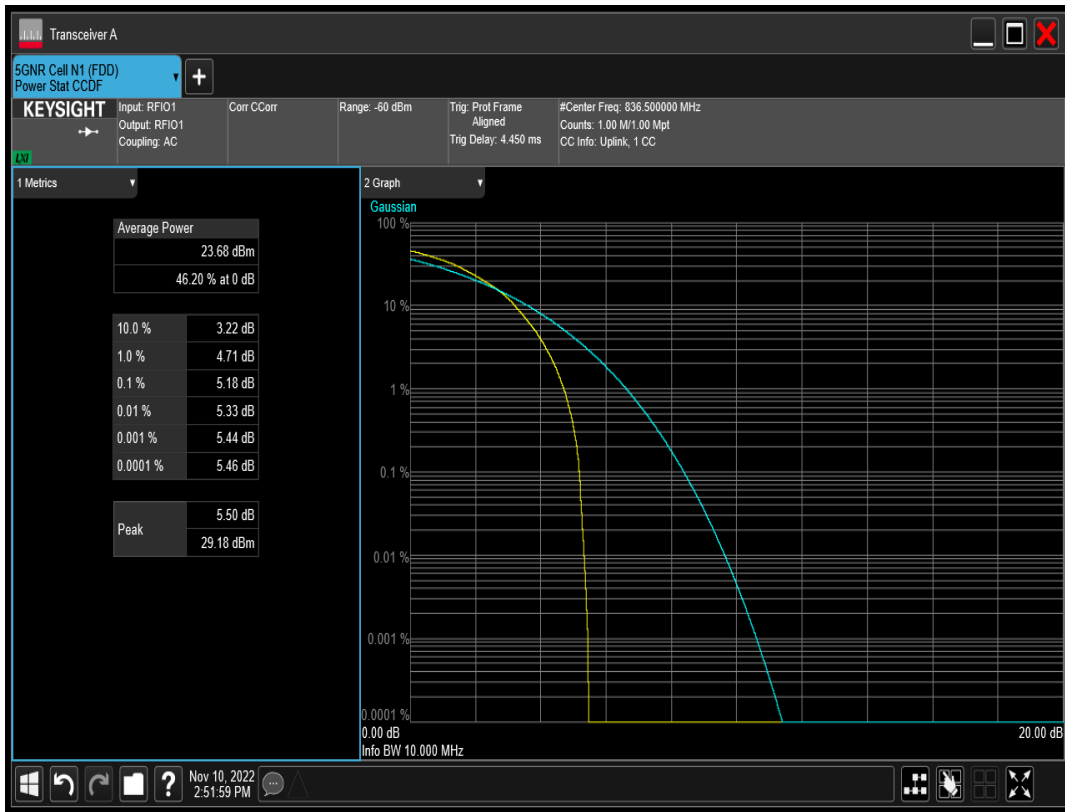 Transceiver A
5GNR Cell N1 (FDD)
Power Stat CCDF
KEYSIGHT
LXI
Input: RFIO1
Output: RFIO1
Coupling: AC
Corr CCorr
Range: -60 dBm
Trig: Prot Frame
Aligned
Trig Delay: 4.450 ms
#Center Freq: 836.500000 MHz
Counts: 1.00 M/1.00 Mpt
CC Info: Uplink, 1 CC
1 Metrics
Average Power
23.68 dBm
46.20 % at 0 dB
10.0 % 3.22 dB
1.0 % 4.71 dB
0.1 % 5.18 dB
0.01 % 5.33 dB
0.001 % 5.44 dB
0.0001 % 5.46 dB
Peak 5.50 dB
29.18 dBm
2 Graph
Gaussian
100 %
10 %
1 %
0.1 %
0.01 %
0.001 %
0.0001 %
0.00 dB 20.00 dB
Info BW 10.000 MHz
Nov 10, 2022
2:51:59 PM